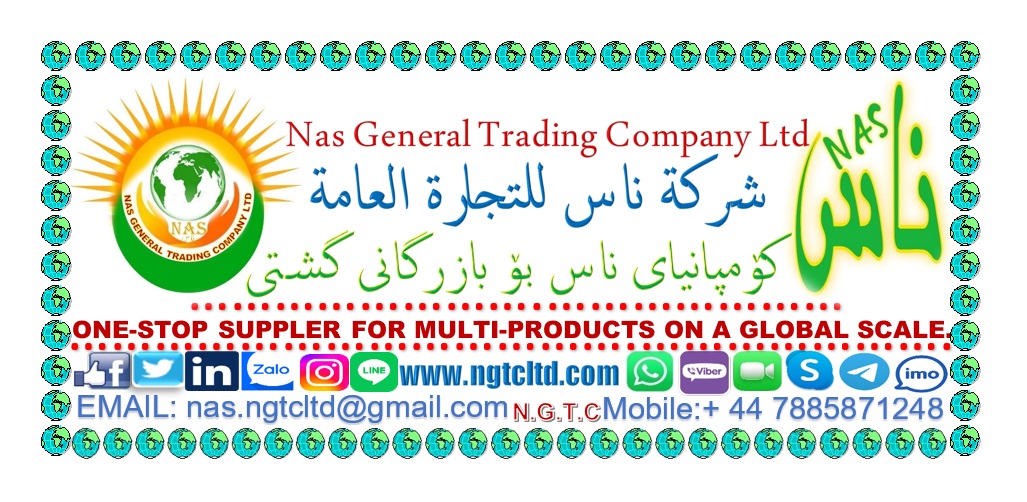 Nas General Trading Company Ltd
شركة ناس للتجارة العامة
كۆمپانیای ناس بۆ بازرگانی گشتی
NAS
NAS GENERAL TRADING COMPANY LTD
NAS
ناس
ONE-STOP SUPPLER FOR MULTI-PRODUCTS ON A GLOBAL SCALE.
f in Zalo LINE www.ngtcltd.com Viber S imo
EMAIL: nas.ngtcltd@gmail.com N.G.T.C Mobile:+ 44 7885871248